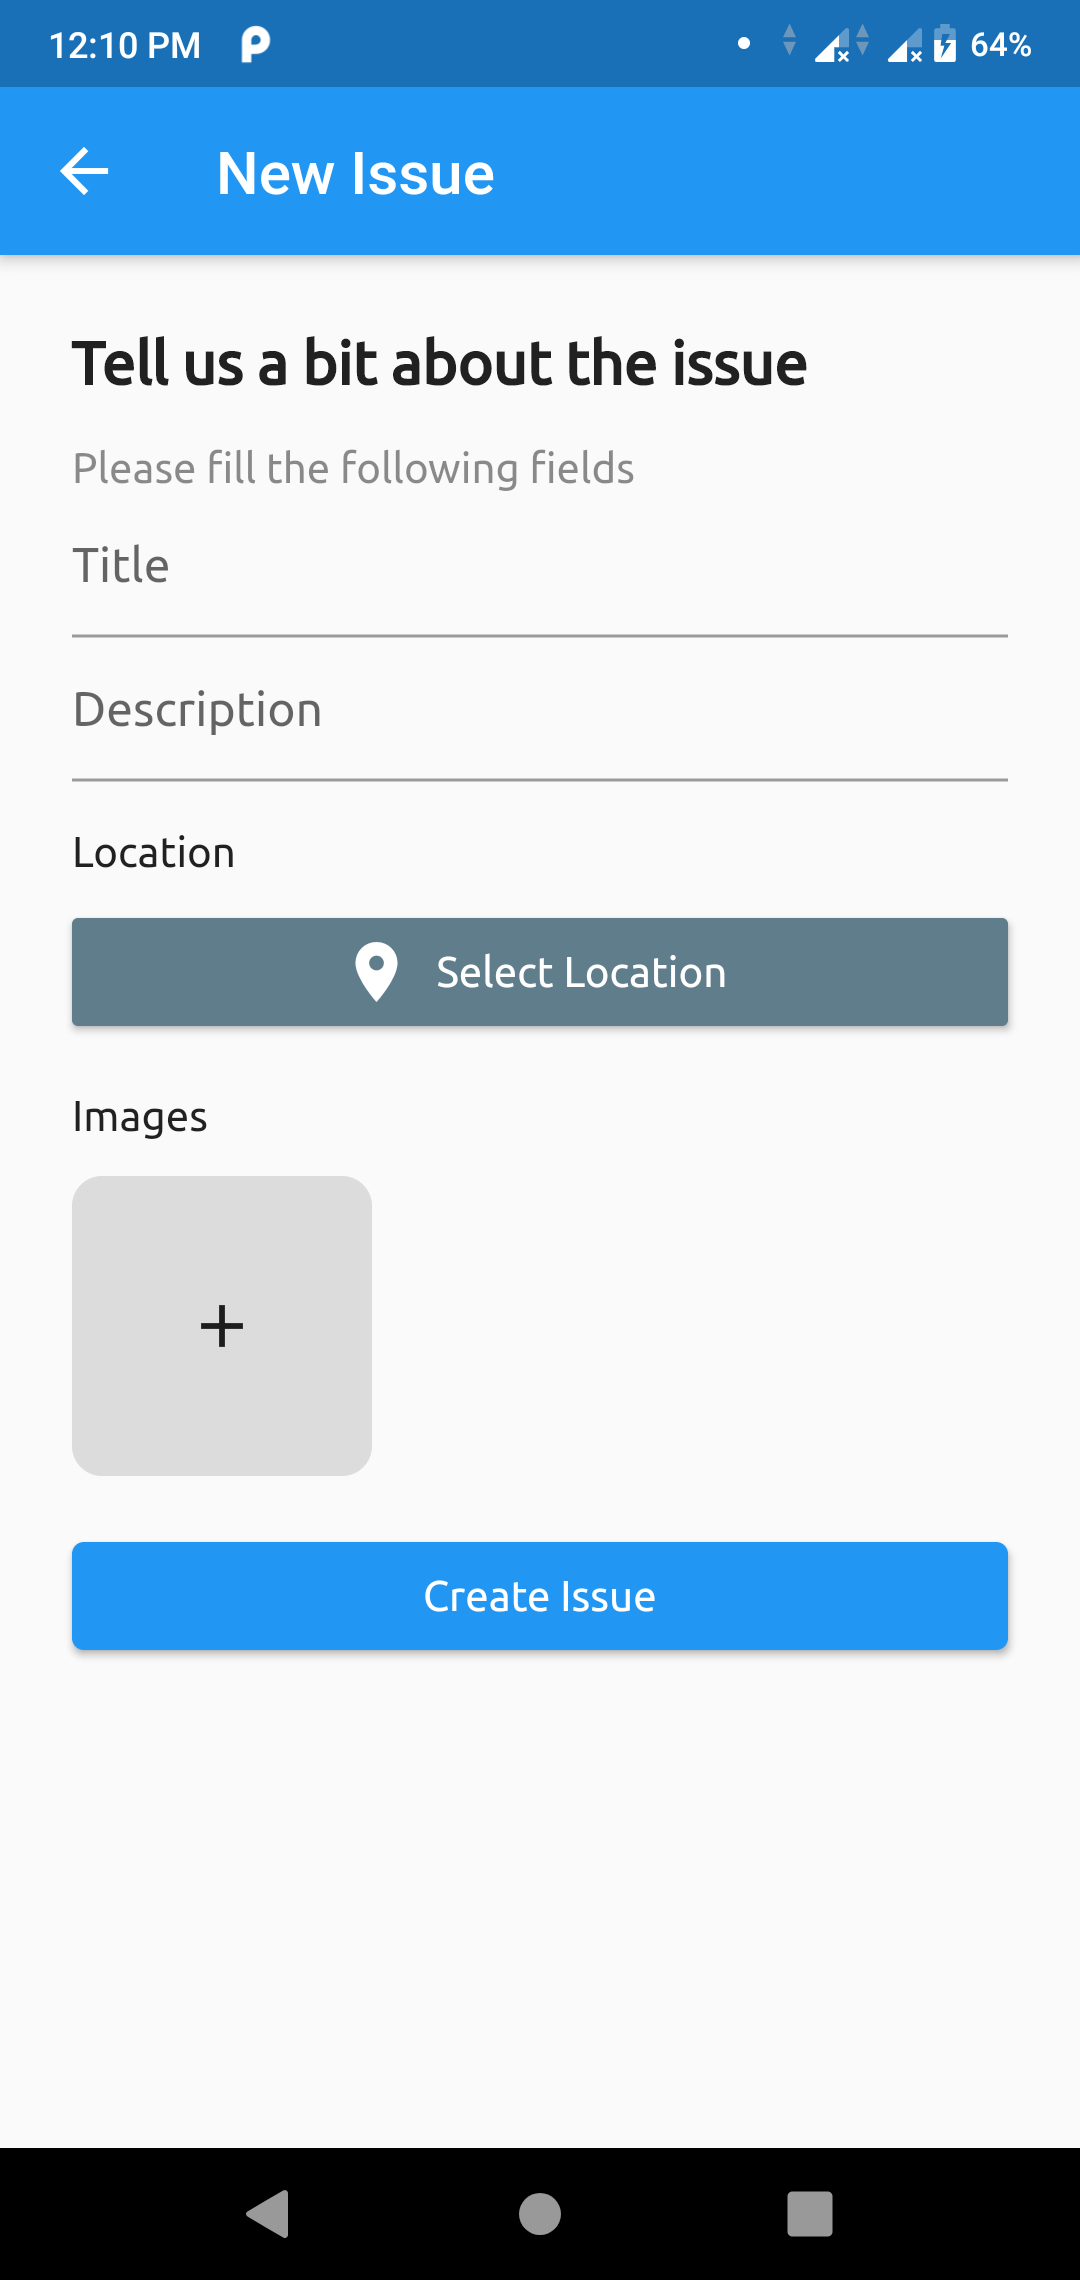 12:10 PM
64%
New Issue
Tell us a bit about the issue
Please fill the following fields
Title
Description
Location
Select Location
Images
Create Issue